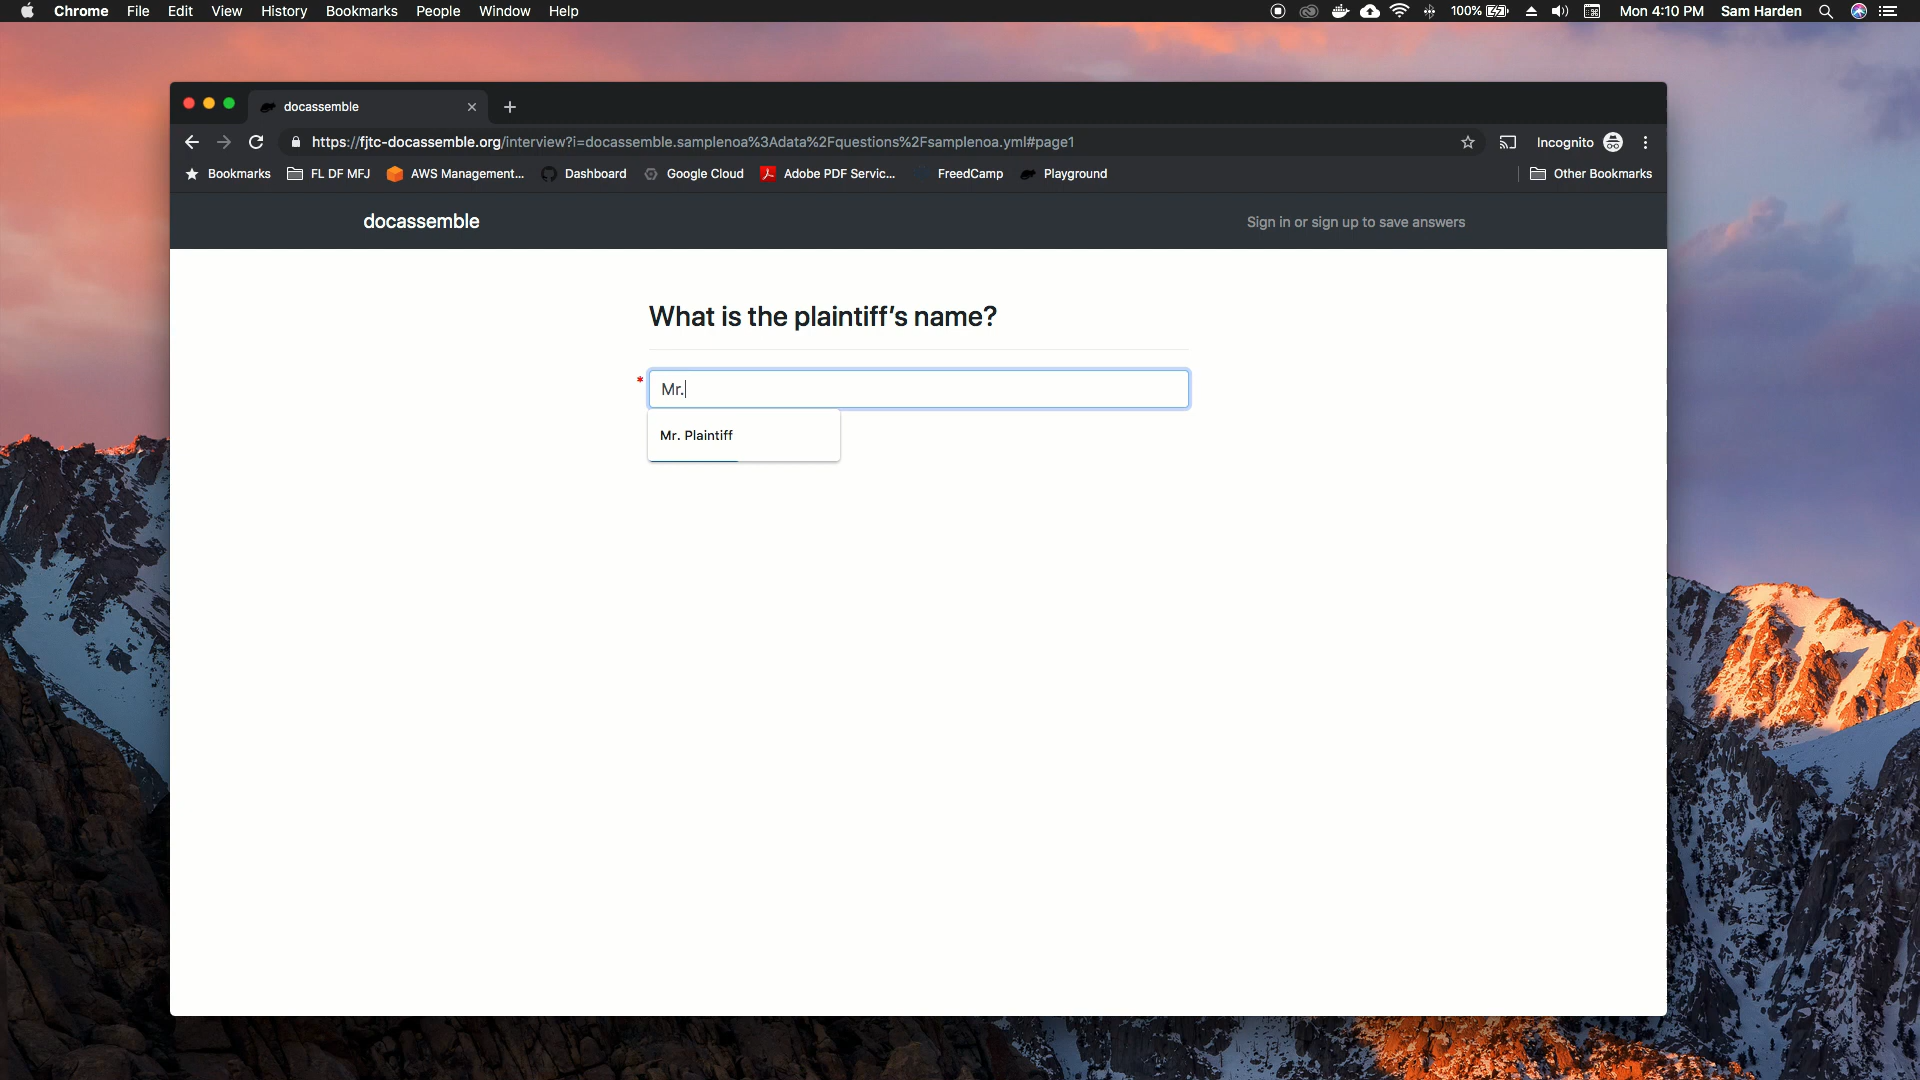 Chrome File Edit View History Bookmarks People Window Help 100% Mon 4:10 PM Sam Harden
docassemble
https://fjtc-docassemble.org/interview?i=docassemble.samplenoa%3Adata%2Fquestions%2Fsamplenoa.yml#page1 Incognito
Bookmarks FL DF MFJ AWS Management... Dashboard Google Cloud Adobe PDF Servic... FreedCamp Playground Other Bookmarks
docassemble Sign in or sign up to save answers
What is the plaintiff’s name?
* Mr.
Mr. Plaintiff